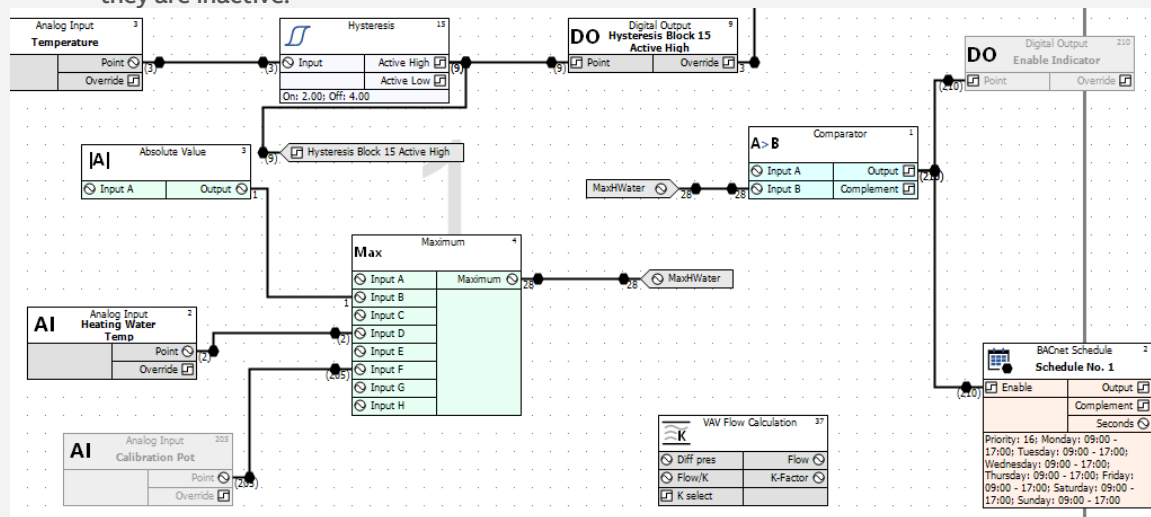 they are inactive.
Analog Input 3
Temperature
Point
Override
(3)
(3)
Hysteresis 15
Input
Active High
Active Low
On: 2.00; Off: 4.00
(9)
(9)
DO
Digital Output 9
Hysteresis Block 15
Active High
Point
Override
3
(9)
Hysteresis Block 15 Active High
DO
Digital Output 210
Enable Indicator
Point
Override
(210)
|A|
Absolute Value 3
Input A
Output
1
A>B
Comparator 1
Input A
Output
Input B
Complement
(210)
MaxHWater
28
28
1
Max
Maximum 4
Input A
Maximum
Input B
Input C
Input D
Input E
Input F
Input G
Input H
1
(2)
(205)
28
28
MaxHWater
AI
Analog Input 2
Heating Water
Temp
Point
Override
(2)
AI
Analog Input 205
Calibration Pot
Point
Override
(205)
VAV Flow Calculation 37
K
Diff pres
Flow
Flow/K
K-Factor
K select
BACnet Schedule 2
Schedule No. 1
(210)
Enable
Output
Complement
Seconds
Priority: 16; Monday: 09:00 -
17:00; Tuesday: 09:00 - 17:00;
Wednesday: 09:00 - 17:00;
Thursday: 09:00 - 17:00; Friday:
09:00 - 17:00; Saturday: 09:00 -
17:00; Sunday: 09:00 - 17:00